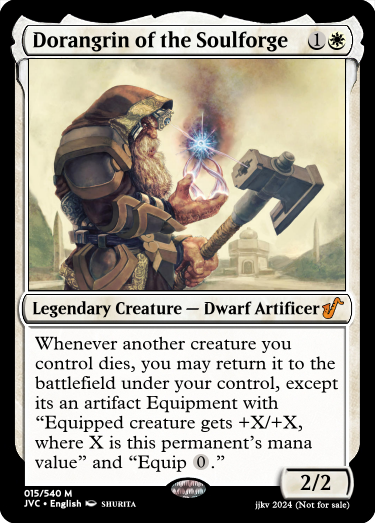 Dorangrin of the Soulforge 1
Legendary Creature — Dwarf Artificer
Whenever another creature you
control dies, you may return it to the
battlefield under your control, except
its an artifact Equipment with
“Equipped creature gets +X/+X,
where X is this permanent’s mana
value” and “Equip 0.”
2/2
015/540 M
JVC • English SHURITA
jjkv 2024 (Not for sale)